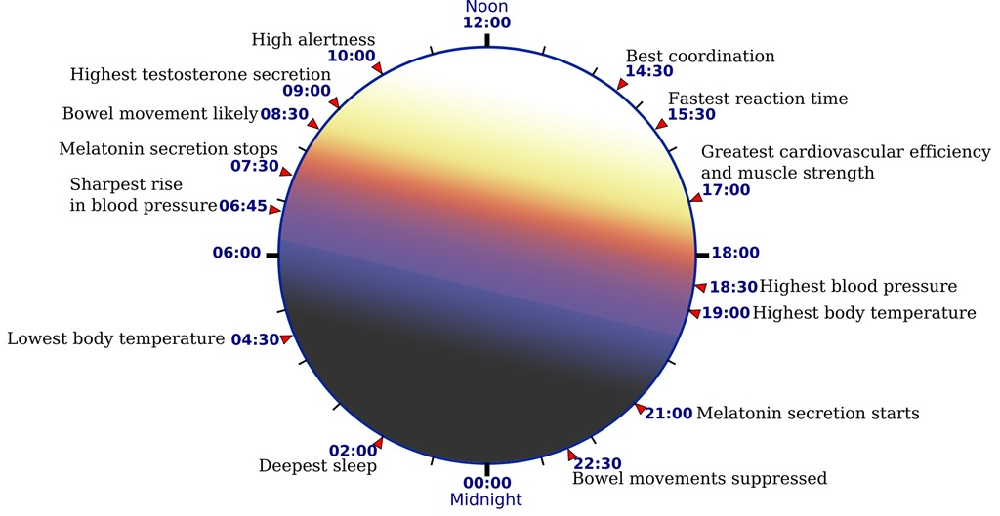 Noon
12:00
High alertness
10:00
Highest testosterone secretion
09:00
Bowel movement likely 08:30
Melatonin secretion stops
07:30
Sharpest rise
in blood pressure 06:45
06:00
Lowest body temperature 04:30
02:00
Deepest sleep
00:00
Midnight
Best coordination
14:30
Fastest reaction time
15:30
Greatest cardiovascular efficiency
and muscle strength
17:00
18:00
18:30 Highest blood pressure
19:00 Highest body temperature
21:00 Melatonin secretion starts
22:30
Bowel movements suppressed